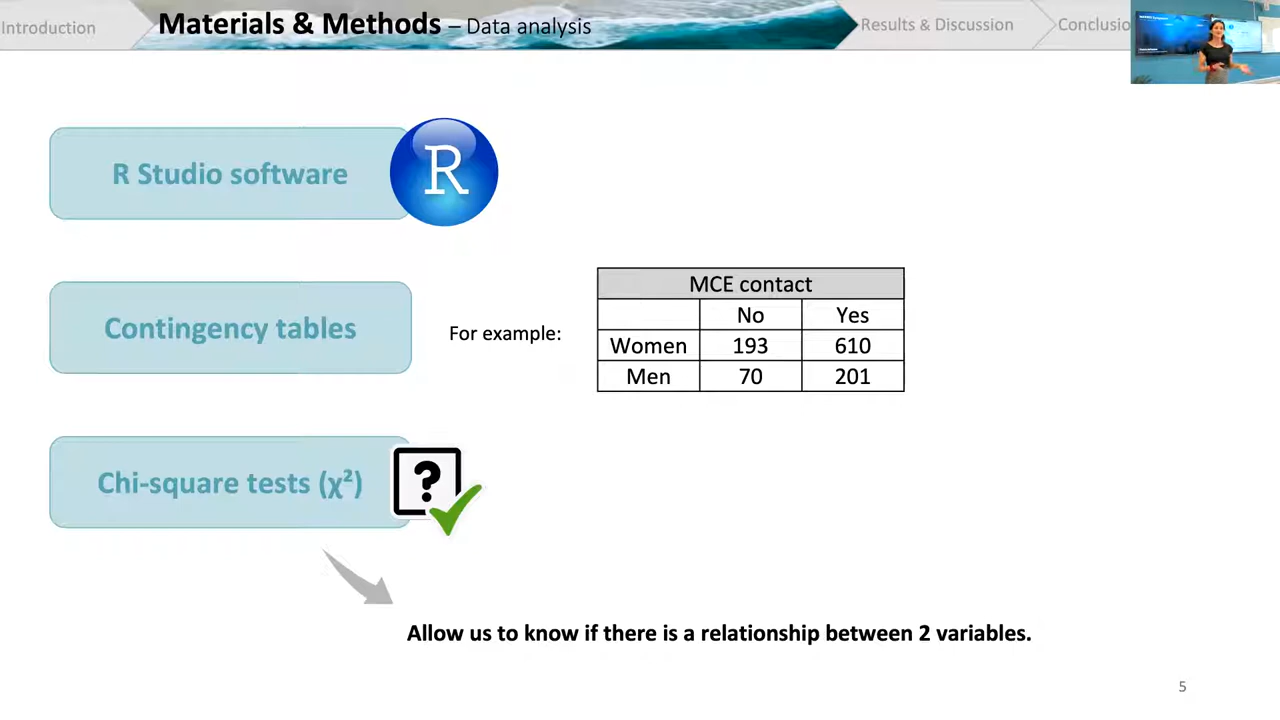 Introduction
Materials & Methods – Data analysis
Results & Discussion
Conclusio
R Studio software
R
Contingency tables
For example:
MCE contact
No Yes
Women 193 610
Men 70 201
Chi-square tests (χ²)
?
Allow us to know if there is a relationship between 2 variables.
5